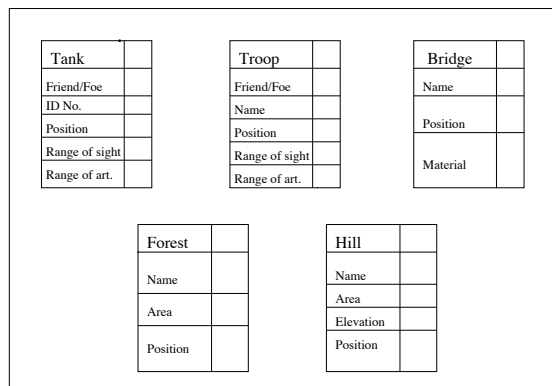 Tank
Friend/Foe
ID No.
Position
Range of sight
Range of art.
Troop
Friend/Foe
Name
Position
Range of sight
Range of art.
Bridge
Name
Position
Material
Forest
Name
Area
Position
Hill
Name
Area
Elevation
Position